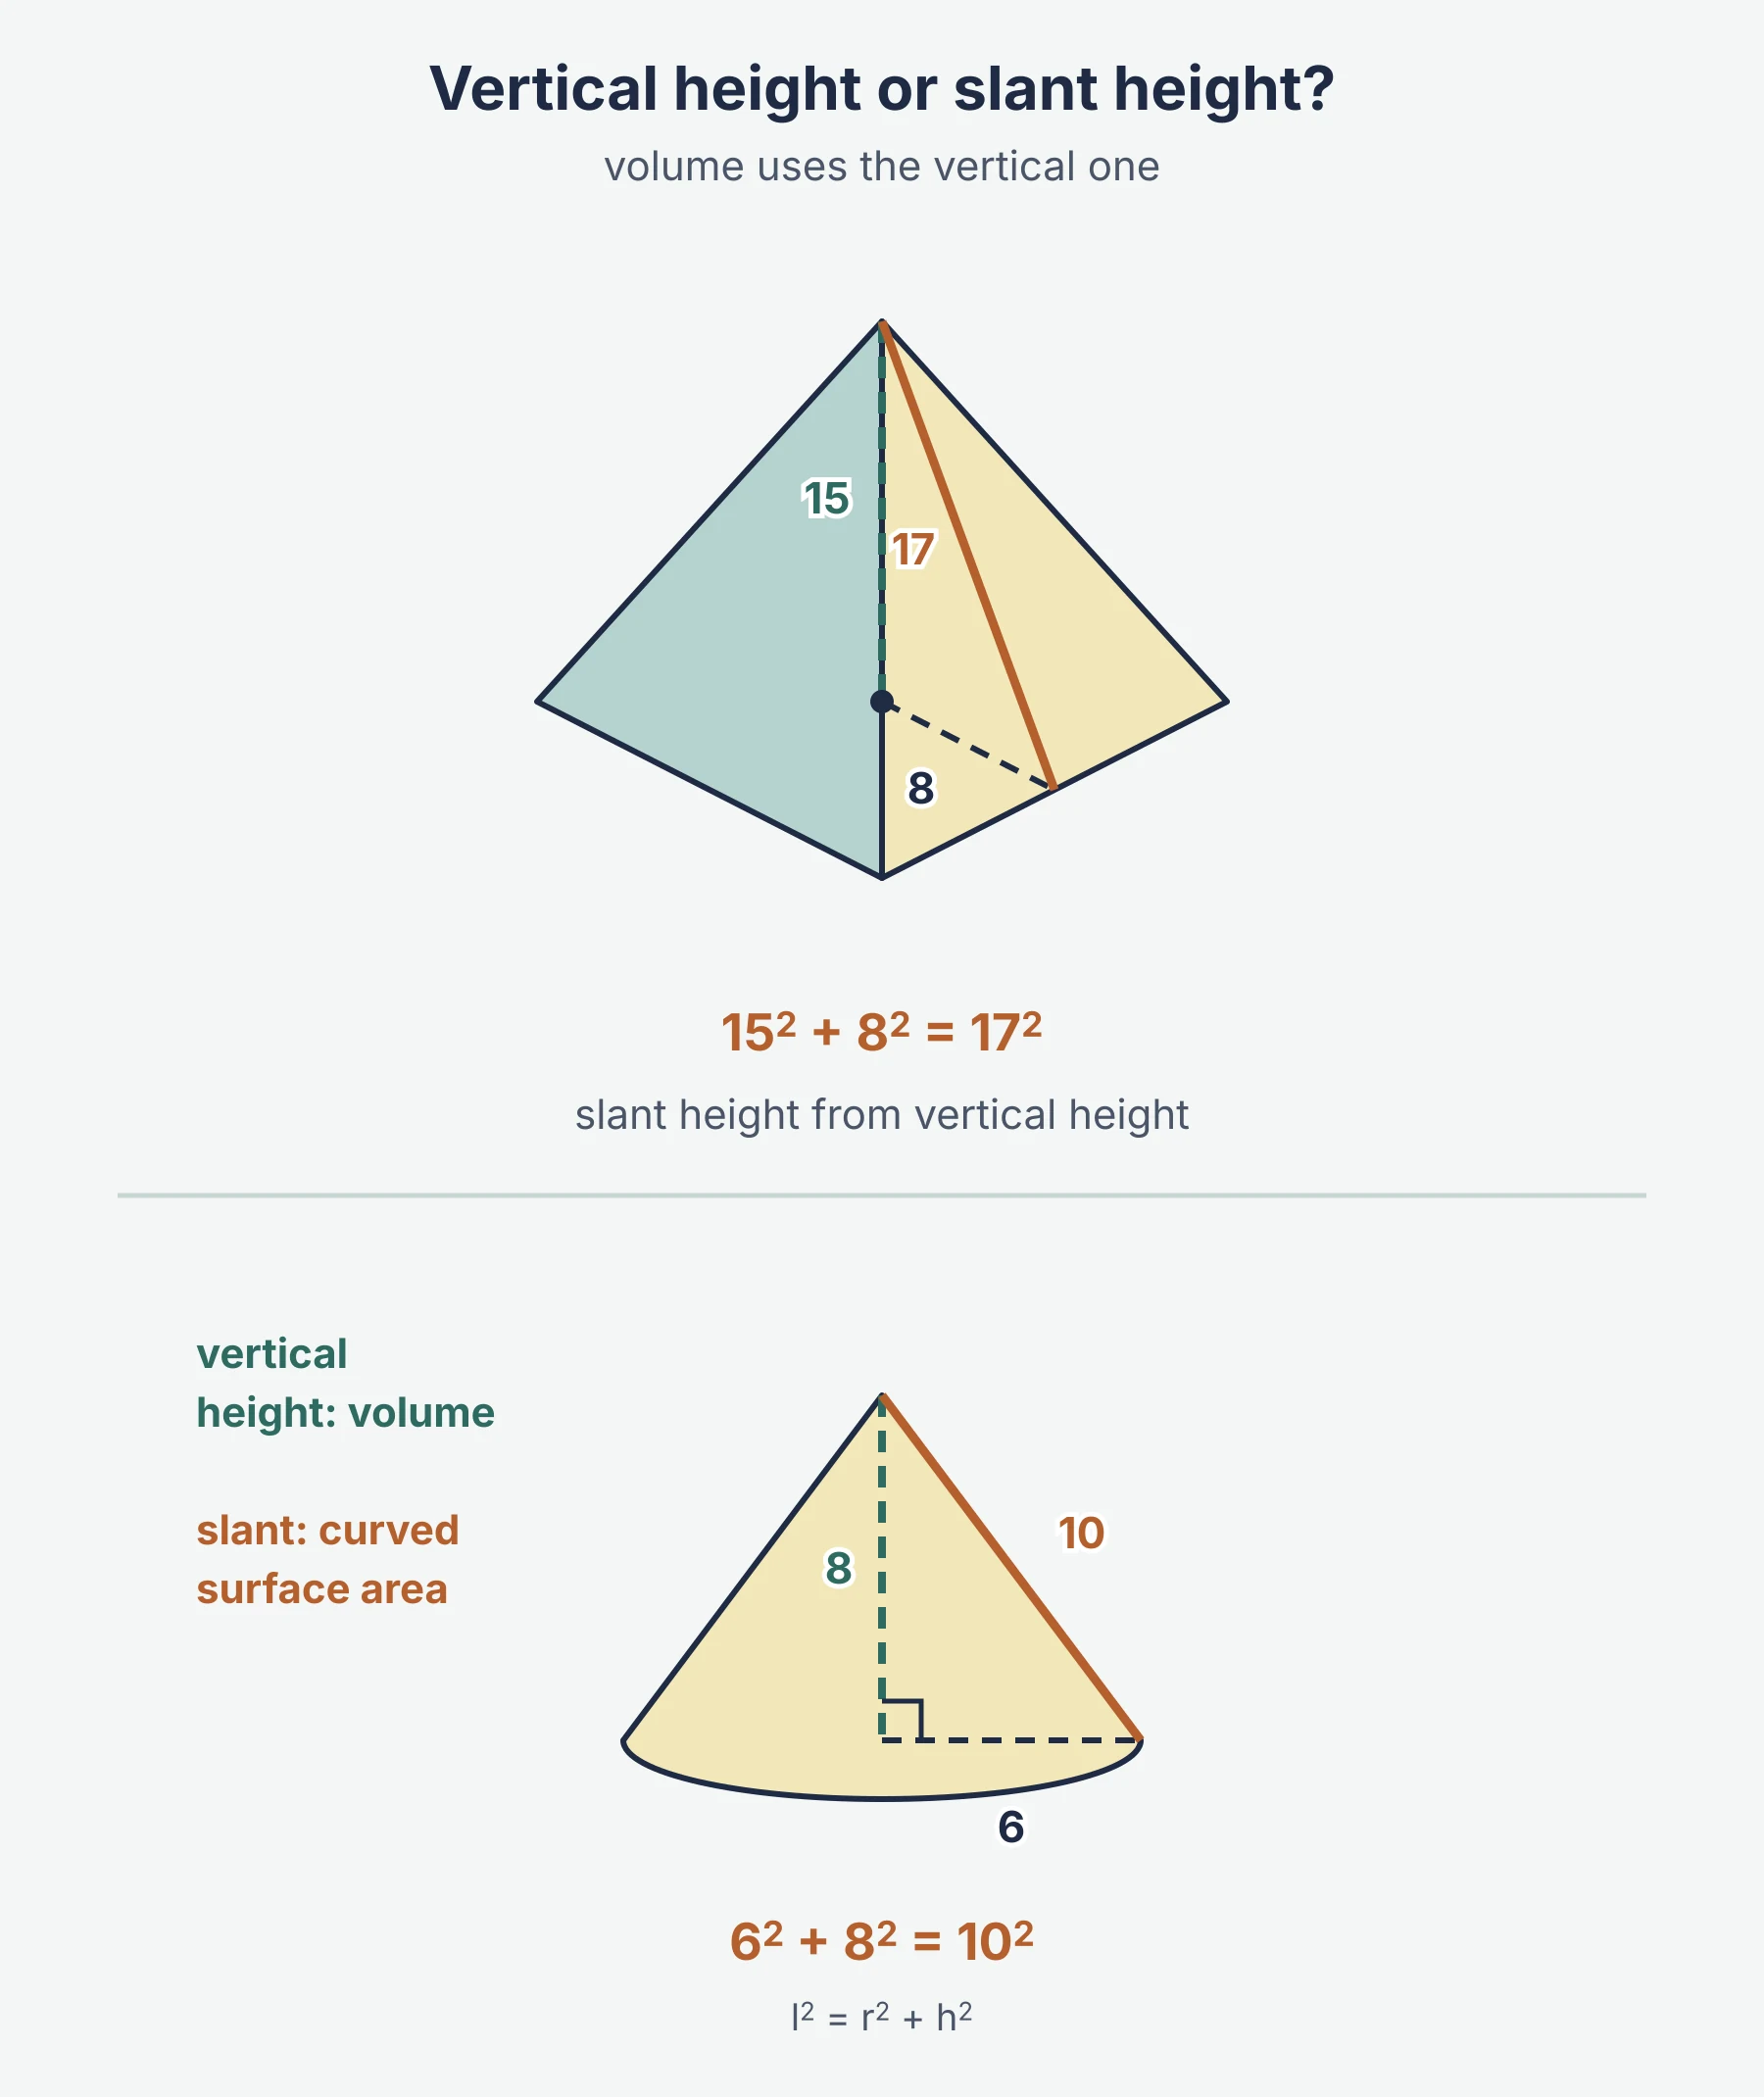 Vertical height or slant height?
volume uses the vertical one
15
17
8
15² + 8² = 17²
slant height from vertical height
vertical
height: volume
slant: curved
surface area
10
8
6
6² + 8² = 10²
l² = r² + h²